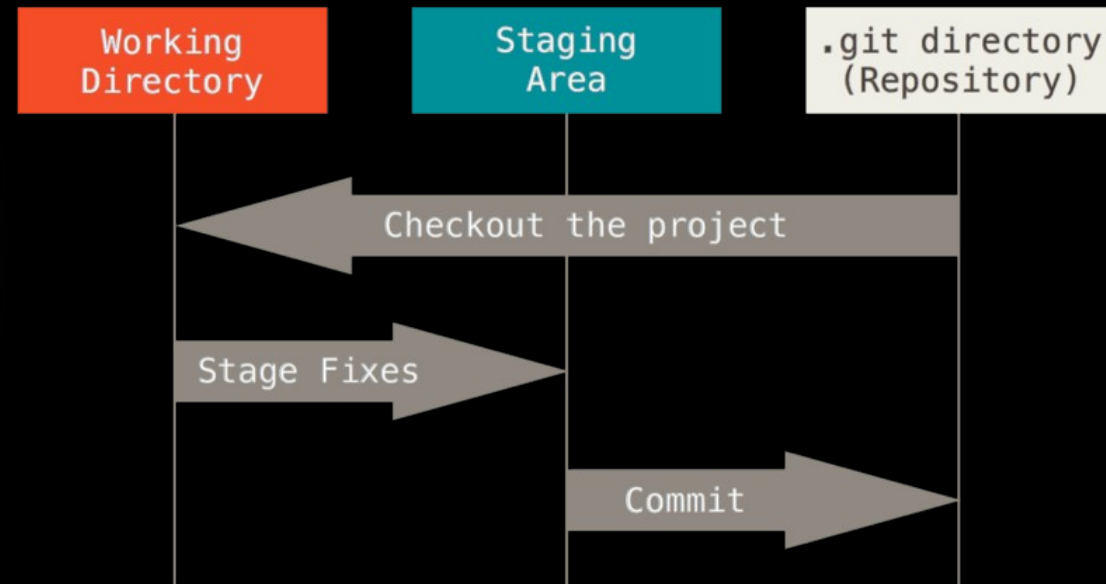 Working
Directory
Staging
Area
.git directory
(Repository)
Checkout the project
Stage Fixes
Commit